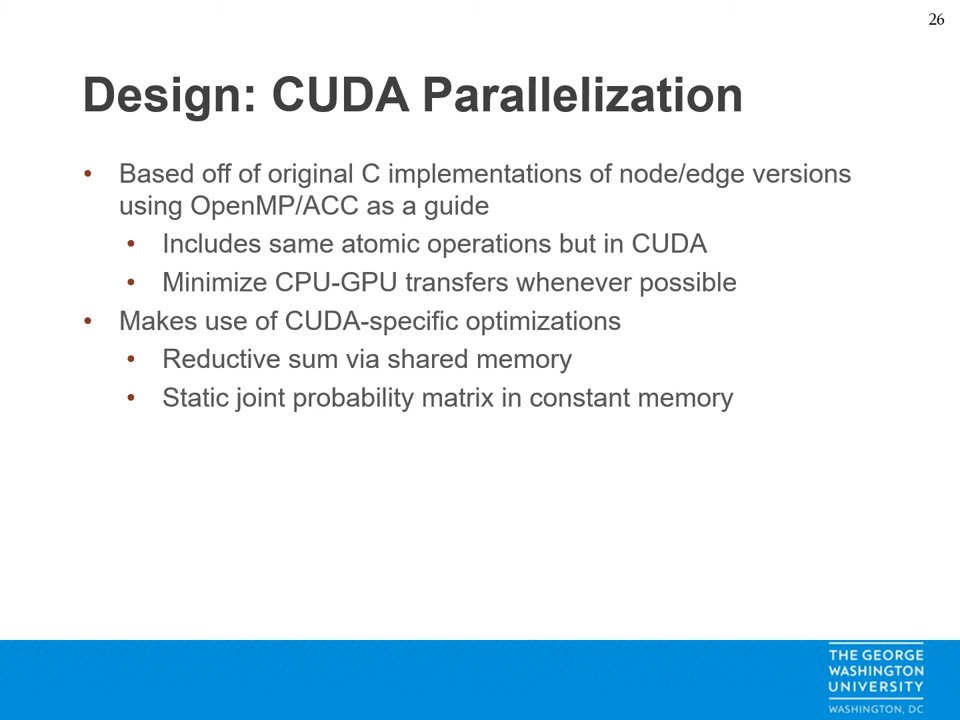 26
Design: CUDA Parallelization
• Based off of original C implementations of node/edge versions
using OpenMP/ACC as a guide
• Includes same atomic operations but in CUDA
• Minimize CPU-GPU transfers whenever possible
• Makes use of CUDA-specific optimizations
• Reductive sum via shared memory
• Static joint probability matrix in constant memory
THE GEORGE
WASHINGTON
UNIVERSITY
WASHINGTON, DC